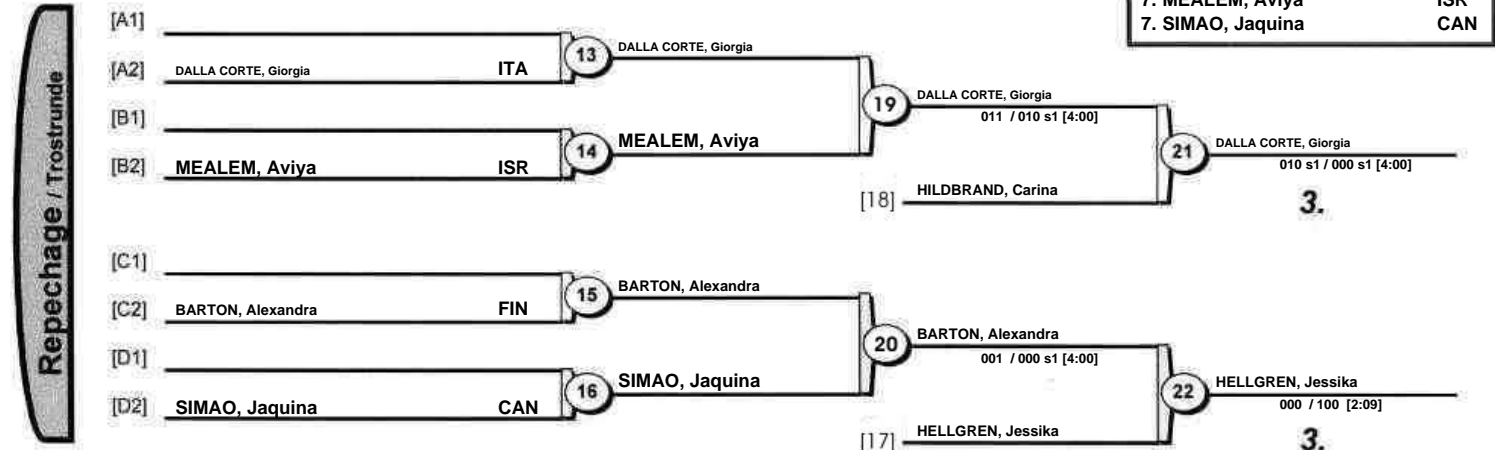 7. MEALEM, Aviya ISR
7. SIMAO, Jaquina CAN
Repechage / Trostrunde
[A1]
[A2] DALLA CORTE, Giorgia ITA
13 DALLA CORTE, Giorgia
[B1]
[B2] MEALEM, Aviya ISR
14 MEALEM, Aviya
19 DALLA CORTE, Giorgia
011 / 010 s1 [4:00]
[18] HILDBRAND, Carina
21 DALLA CORTE, Giorgia
010 s1 / 000 s1 [4:00]
3.
[C1]
[C2] BARTON, Alexandra FIN
15 BARTON, Alexandra
[D1]
[D2] SIMAO, Jaquina CAN
16 SIMAO, Jaquina
20 BARTON, Alexandra
001 / 000 s1 [4:00]
[17] HELLGREN, Jessika
22 HELLGREN, Jessika
000 / 100 [2:09]
3.